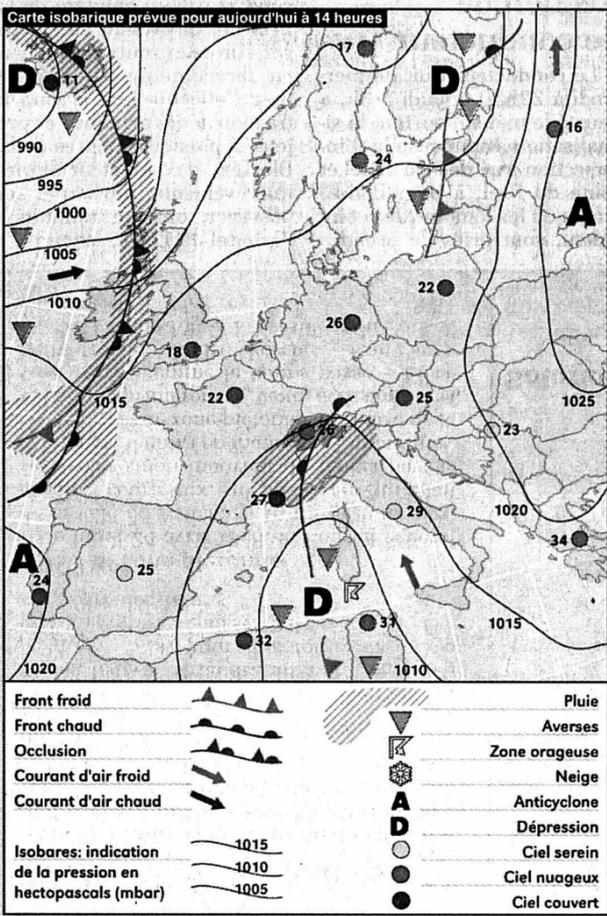 Carte isobarique prévue pour aujourd'hui à 14 heures
17
D
11
D
16
990
24
995
A
1000
1005
22
1010
26
18
1015
22
25
1025
26
23
27
29
1020
34
A
24
25
D
31
1015
32
1020
1010
Front froid
Front chaud
Occlusion
Courant d'air froid
Courant d'air chaud
Isobares: indication
de la pression en
hectopascals (mbar)
1015
1010
1005
Pluie
Averses
Zone orageuse
Neige
A Anticyclone
D Dépression
Ciel serein
Ciel nuageux
Ciel couvert